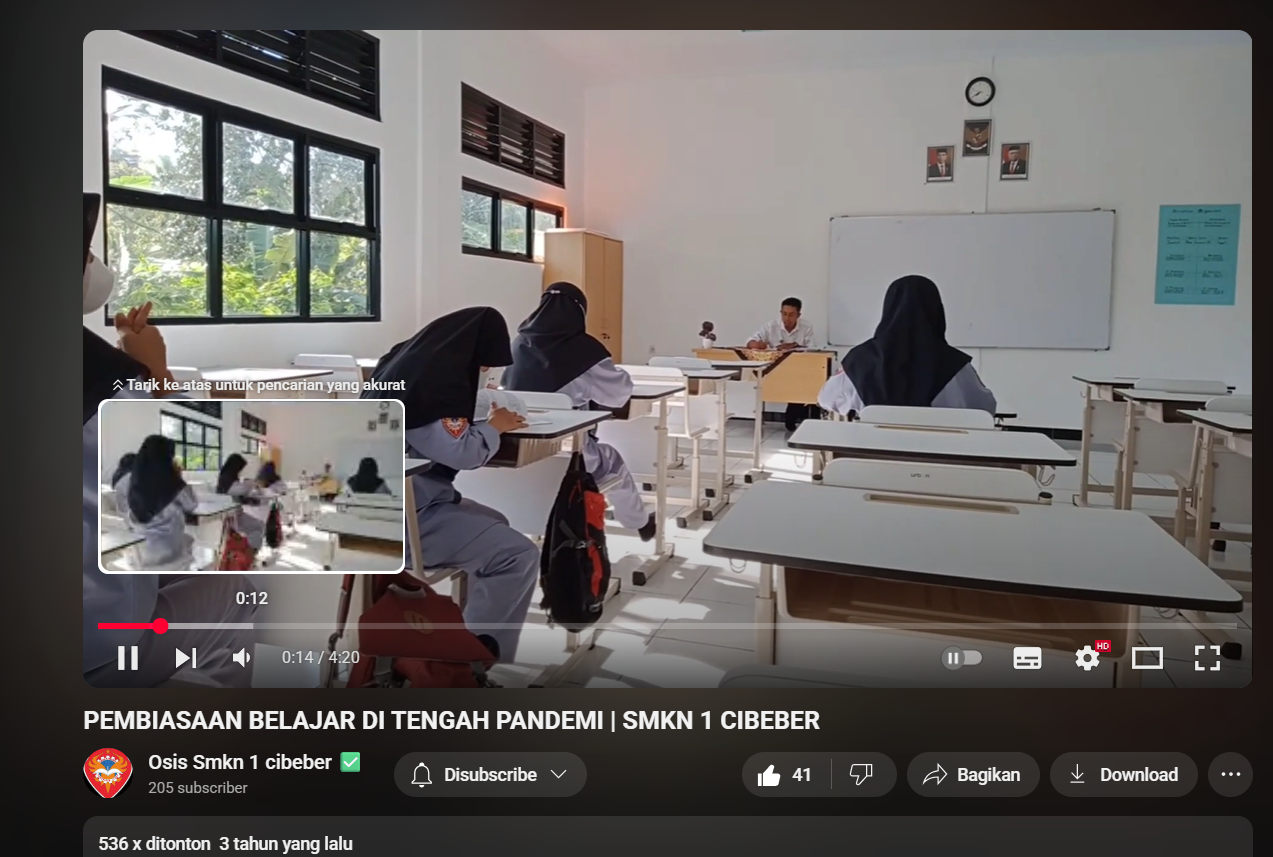 Tarik ke atas untuk pencarian yang akurat
0:12
0:14 / 4:20
HD
PEMBIASAAN BELAJAR DI TENGAH PANDEMI | SMKN 1 CIBEBER
Osis Smkn 1 cibeber ✅
205 subscriber
Disubscribe
41
Bagikan
Download
536 x ditonton 3 tahun yang lalu